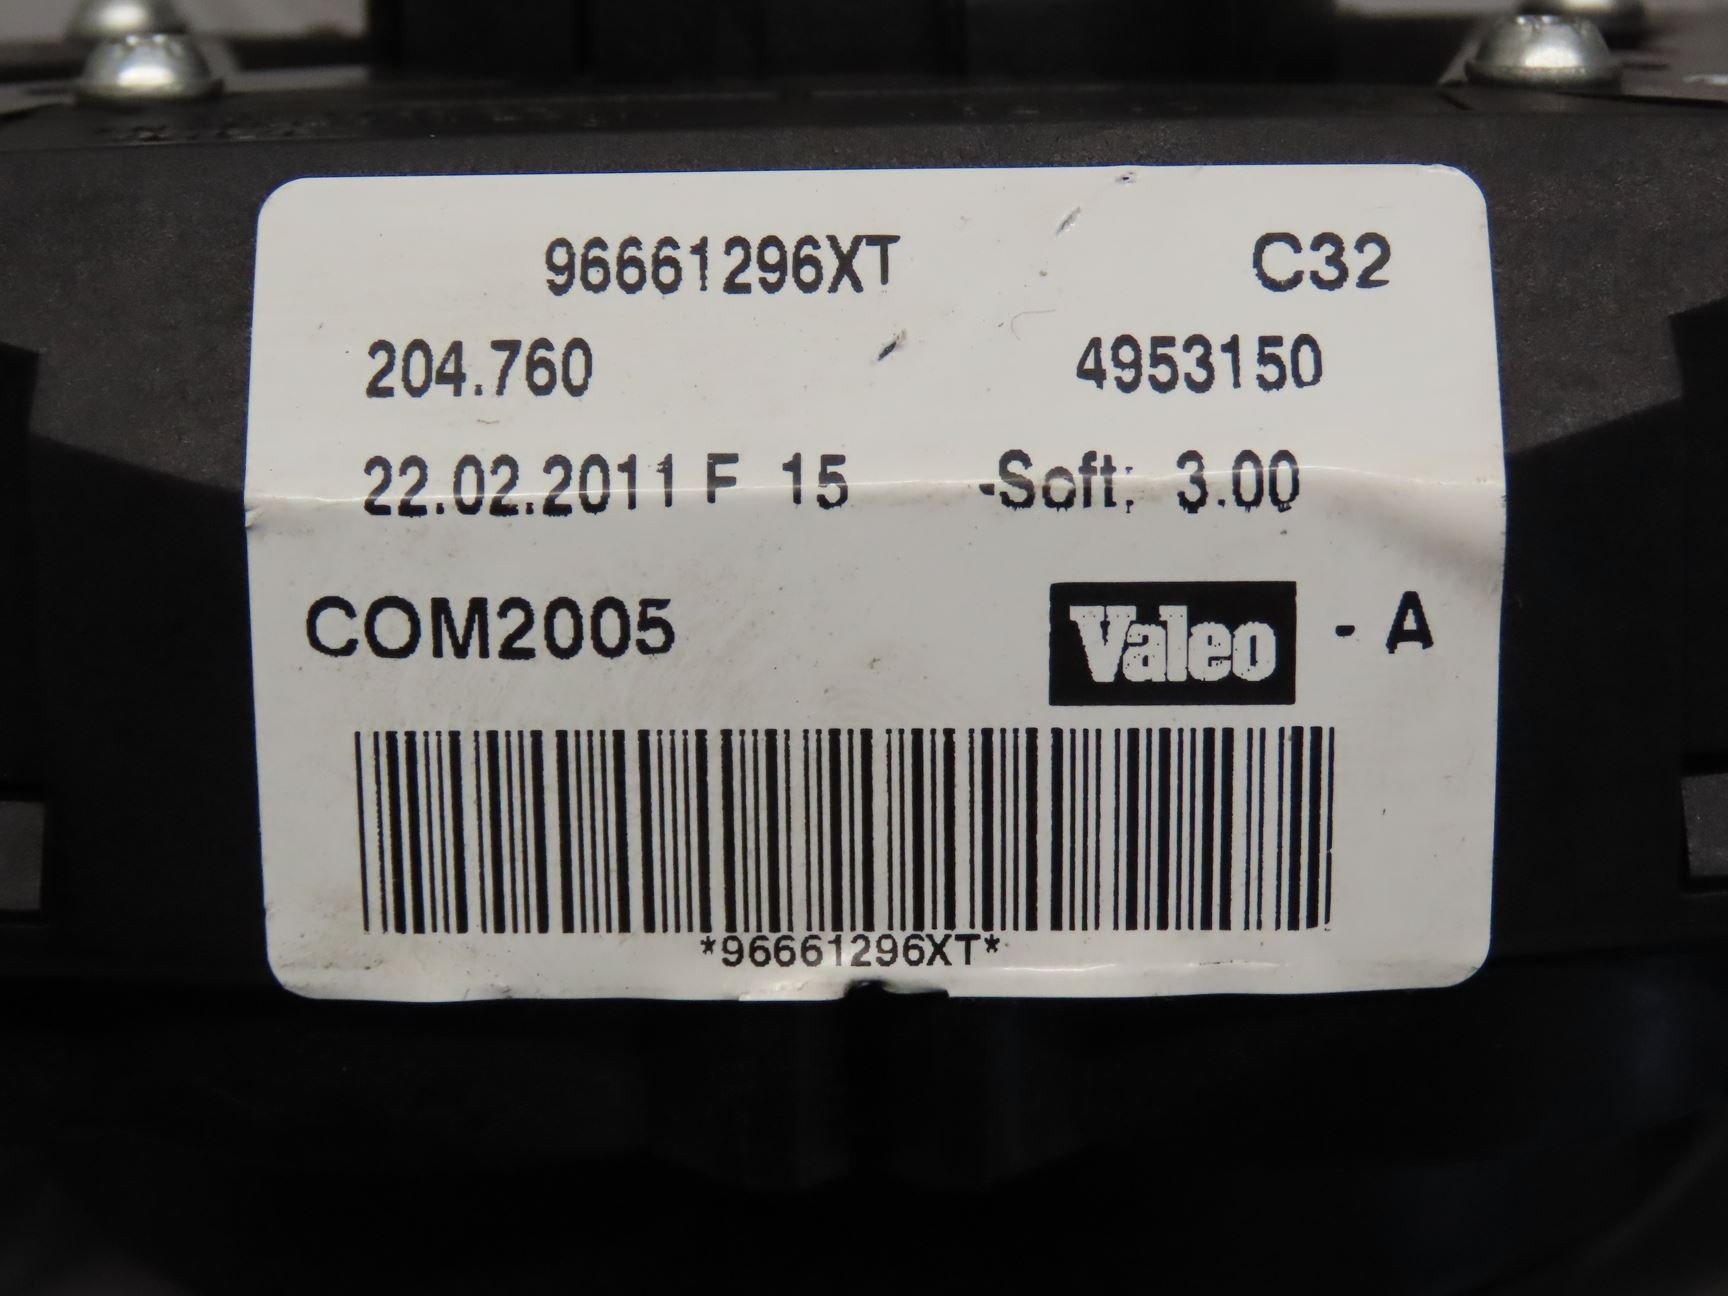 96661296XT C32
204.760 4953150
22.02.2011 F 15 -Soft: 3.00
COM2005 Valeo - A
*96661296XT*